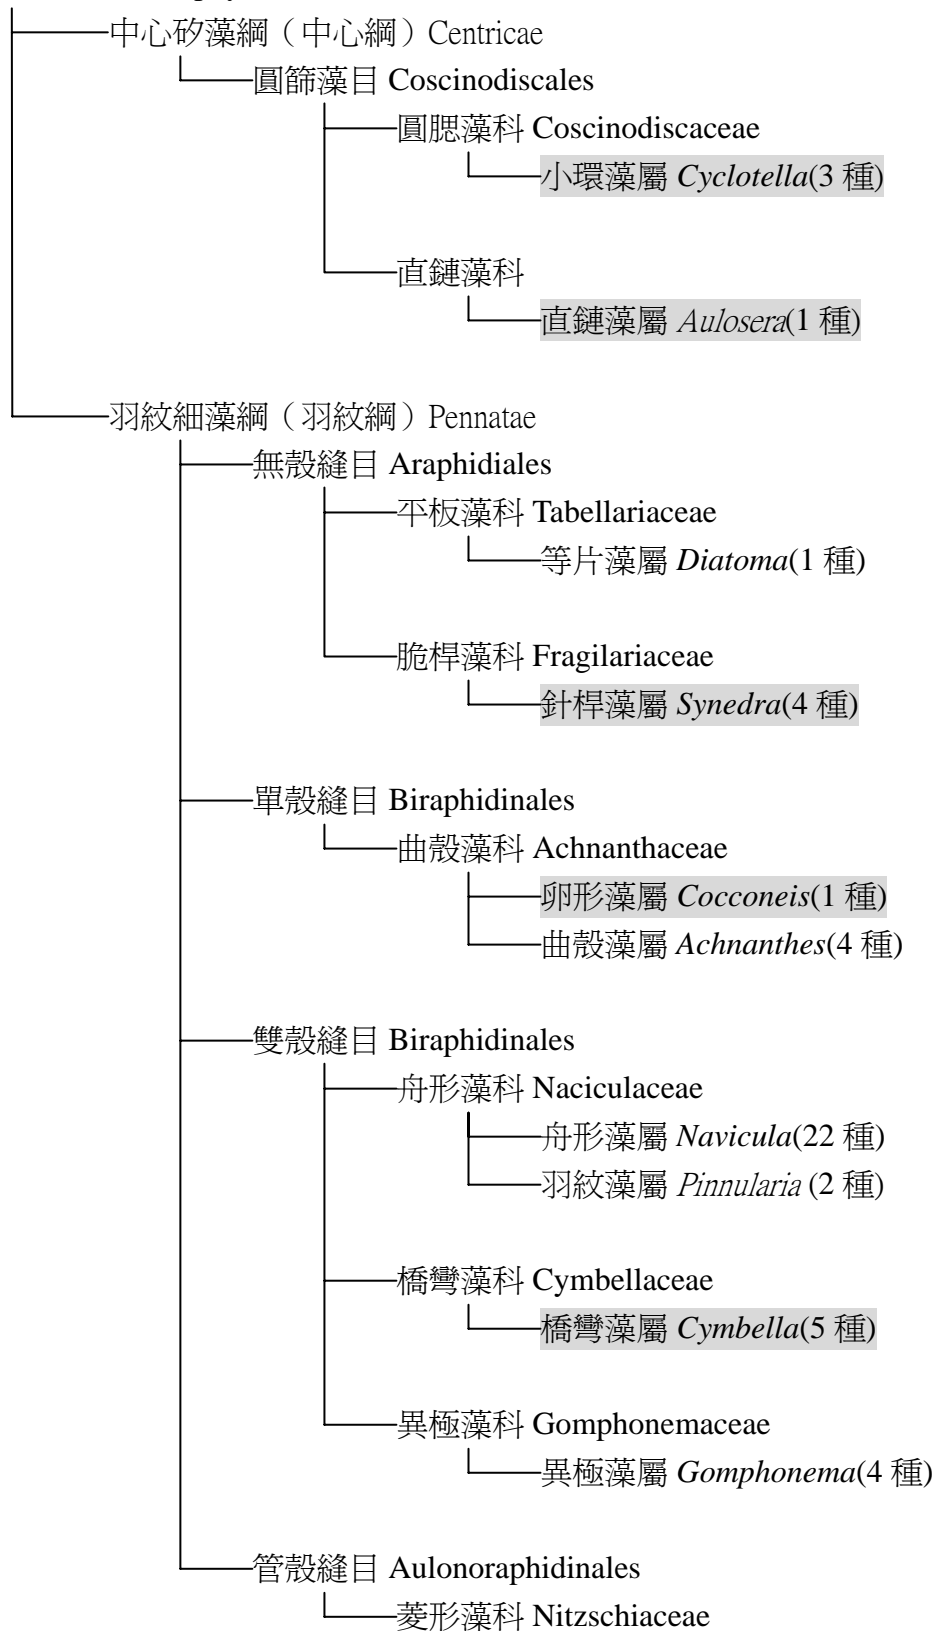 中心矽藻綱（中心綱）Centricae
圓篩藻目 Coscinodiscales
圓腮藻科 Coscinodiscaceae
小環藻屬 Cyclotella(3 種)
直鏈藻科
直鏈藻屬 Aulosera(1 種)
羽紋細藻綱（羽紋綱）Pennatae
無殼縫目 Araphidiales
平板藻科 Tabellariaceae
等片藻屬 Diatoma(1 種)
脆桿藻科 Fragilariaceae
針桿藻屬 Synedra(4 種)
單殼縫目 Biraphidinales
曲殼藻科 Achnanthaceae
卵形藻屬 Cocconeis(1 種)
曲殼藻屬 Achnanthes(4 種)
雙殼縫目 Biraphidinales
舟形藻科 Naciculaceae
舟形藻屬 Navicula(22 種)
羽紋藻屬 Pinnularia (2 種)
橋彎藻科 Cymbellaceae
橋彎藻屬 Cymbella(5 種)
異極藻科 Gomphonemaceae
異極藻屬 Gomphonema(4 種)
管殼縫目 Aulonoraphidinales
菱形藻科 Nitzschiaceae